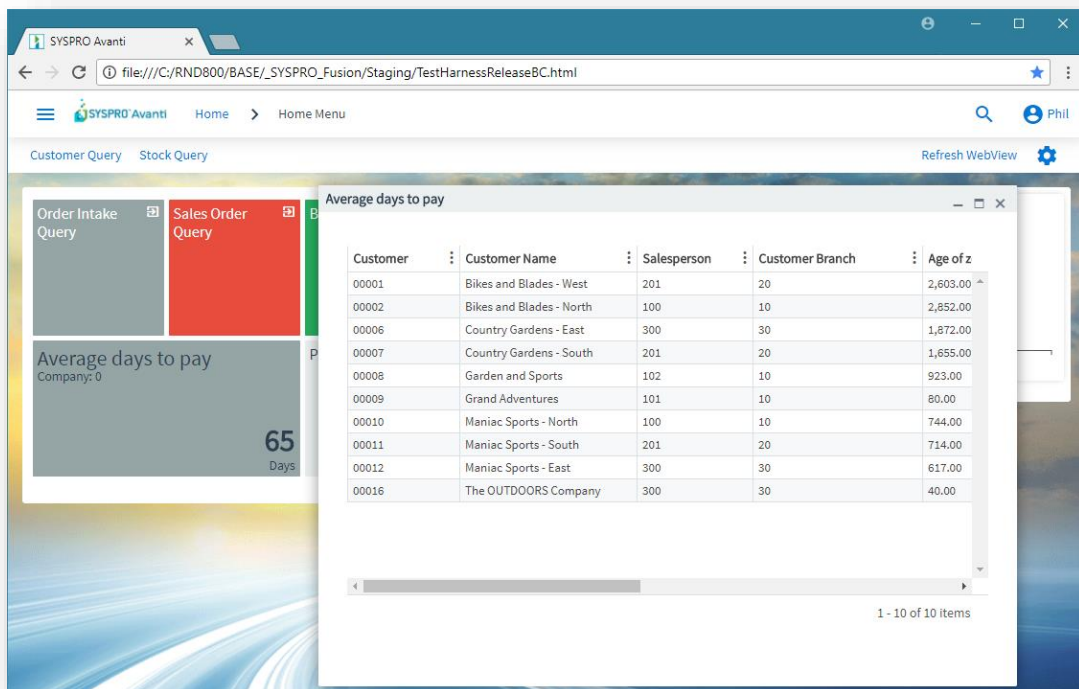 SYSPRO Avanti
file:///C:/RND800/BASE/_SYSPRO_Fusion/Staging/TestHarnessReleaseBC.html
SYSPRO Avanti Home > Home Menu Phil
Customer Query Stock Query Refresh WebView
Order Intake Query
Sales Order Query
B
Average days to pay
Company: 0
65
Days
P
Average days to pay
Customer Customer Name Salesperson Customer Branch Age of z
00001 Bikes and Blades - West 201 20 2,603.00
00002 Bikes and Blades - North 100 10 2,852.00
00006 Country Gardens - East 300 30 1,872.00
00007 Country Gardens - South 201 20 1,655.00
00008 Garden and Sports 102 10 923.00
00009 Grand Adventures 101 10 80.00
00010 Maniac Sports - North 100 10 744.00
00011 Maniac Sports - South 201 20 714.00
00012 Maniac Sports - East 300 30 617.00
00016 The OUTDOORS Company 300 30 40.00
1 - 10 of 10 items